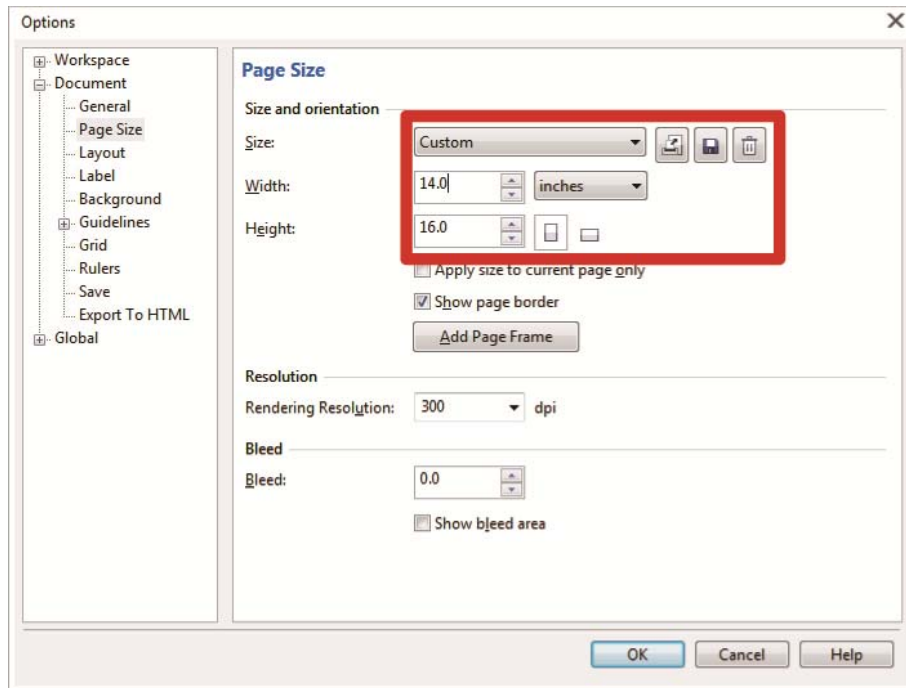 Options
Workspace
Document
General
Page Size
Layout
Label
Background
Guidelines
Grid
Rulers
Save
Export To HTML
Global
Page Size
Size and orientation
Size: Custom
Width: 14.0 inches
Height: 16.0
Apply size to current page only
Show page border
Add Page Frame
Resolution
Rendering Resolution: 300 dpi
Bleed
Bleed: 0.0
Show bleed area
OK Cancel Help